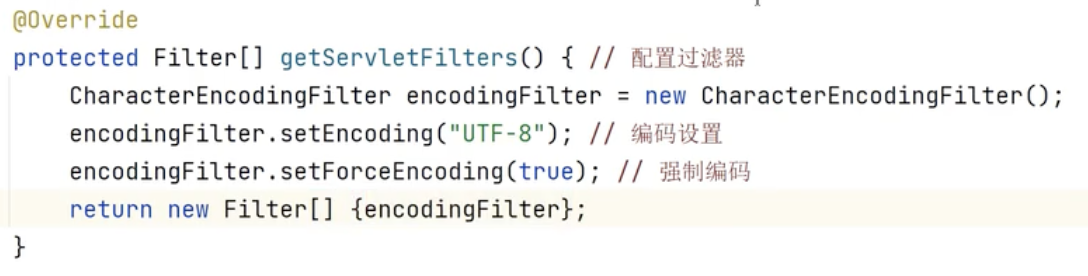 @Override
protected Filter[] getServletFilters() { // 配置过滤器
    CharacterEncodingFilter encodingFilter = new CharacterEncodingFilter();
    encodingFilter.setEncoding("UTF-8"); // 编码设置
    encodingFilter.setForceEncoding(true); // 强制编码
    return new Filter[] {encodingFilter};
}